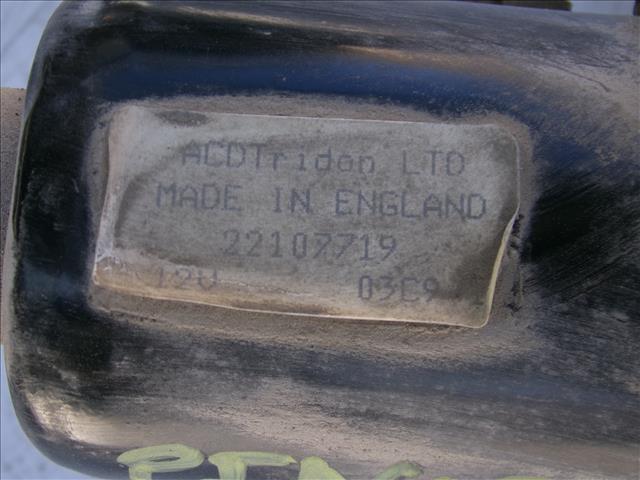 ACDTridon LTD
MADE IN ENGLAND
22107719
12V 03C9